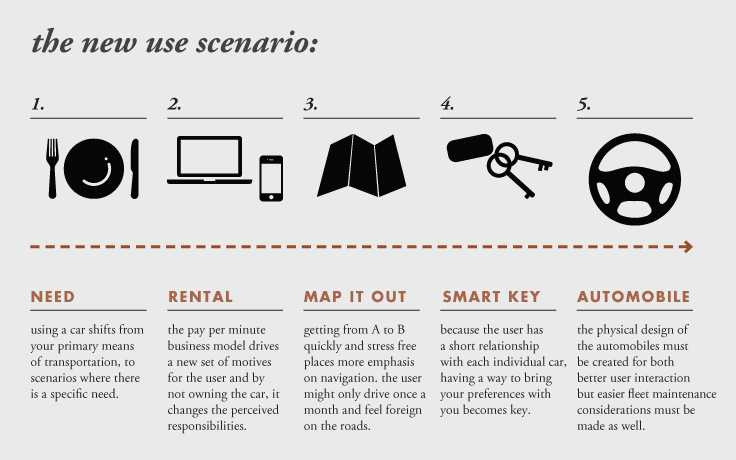 the new use scenario:
1.
2.
3.
4.
5.
NEED
using a car shifts from
your primary means
of transportation, to
scenarios where there
is a specific need.
RENTAL
the pay per minute
business model drives
a new set of motives
for the user and by
not owning the car, it
changes the perceived
responsibilities.
MAP IT OUT
getting from A to B
quickly and stress free
places more emphasis
on navigation. the user
might only drive once a
month and feel foreign
on the roads.
SMART KEY
because the user has
a short relationship
with each individual car,
having a way to bring
your preferences with
you becomes key.
AUTOMOBILE
the physical design of
the automobiles must
be created for both
better user interaction
but easier fleet maintenance
considerations must be
made as well.